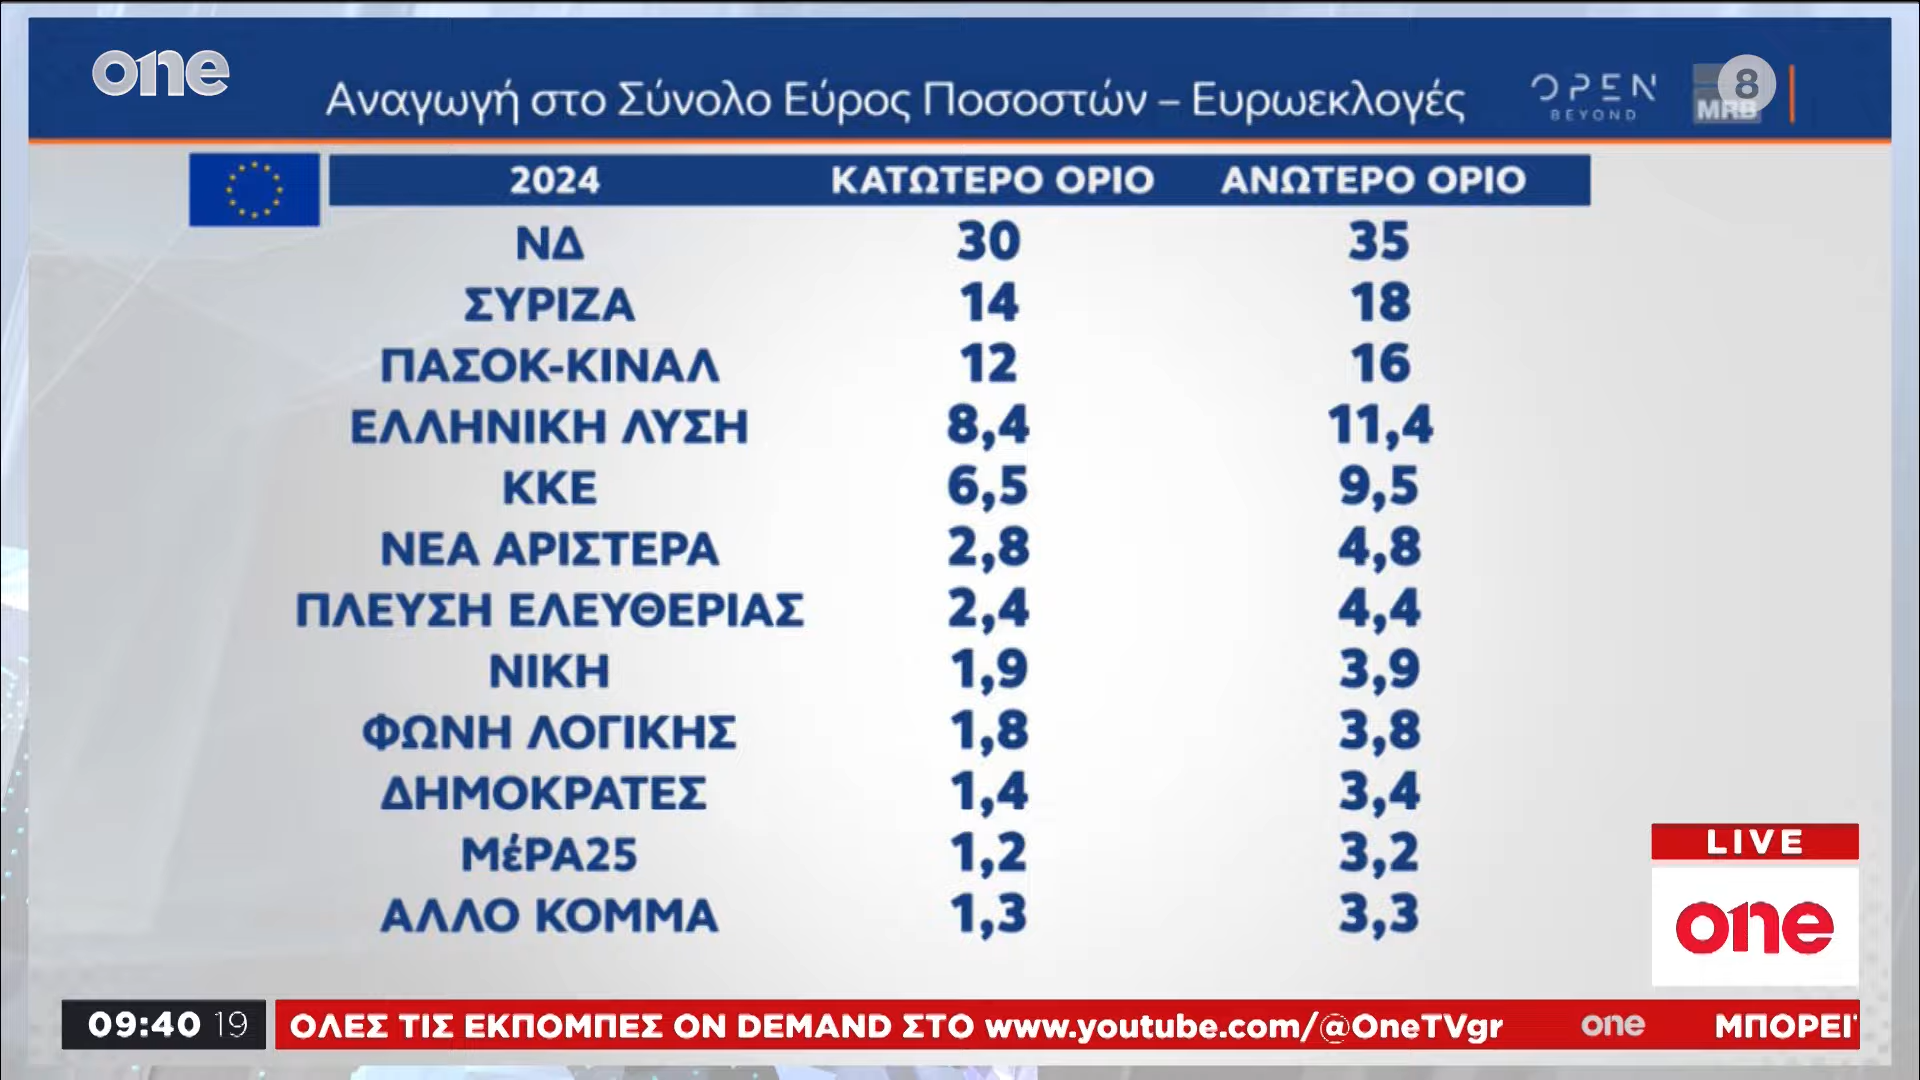 one
Αναγωγή στο Σύνολο Εύρος Ποσοστών – Ευρωεκλογές
OPEN
BEYOND
MRB
8
2024 ΚΑΤΩΤΕΡΟ ΟΡΙΟ ΑΝΩΤΕΡΟ ΟΡΙΟ
ΝΔ 30 35
ΣΥΡΙΖΑ 14 18
ΠΑΣΟΚ-ΚΙΝΑΛ 12 16
ΕΛΛΗΝΙΚΗ ΛΥΣΗ 8,4 11,4
ΚΚΕ 6,5 9,5
ΝΕΑ ΑΡΙΣΤΕΡΑ 2,8 4,8
ΠΛΕΥΣΗ ΕΛΕΥΘΕΡΙΑΣ 2,4 4,4
ΝΙΚΗ 1,9 3,9
ΦΩΝΗ ΛΟΓΙΚΗΣ 1,8 3,8
ΔΗΜΟΚΡΑΤΕΣ 1,4 3,4
ΜέΡΑ25 1,2 3,2
ΑΛΛΟ ΚΟΜΜΑ 1,3 3,3
LIVE
one
09:40 19 ΟΛΕΣ ΤΙΣ ΕΚΠΟΜΠΕΣ ON DEMAND ΣΤΟ www.youtube.com/@OneTVgr one ΜΠΟΡΕΙ